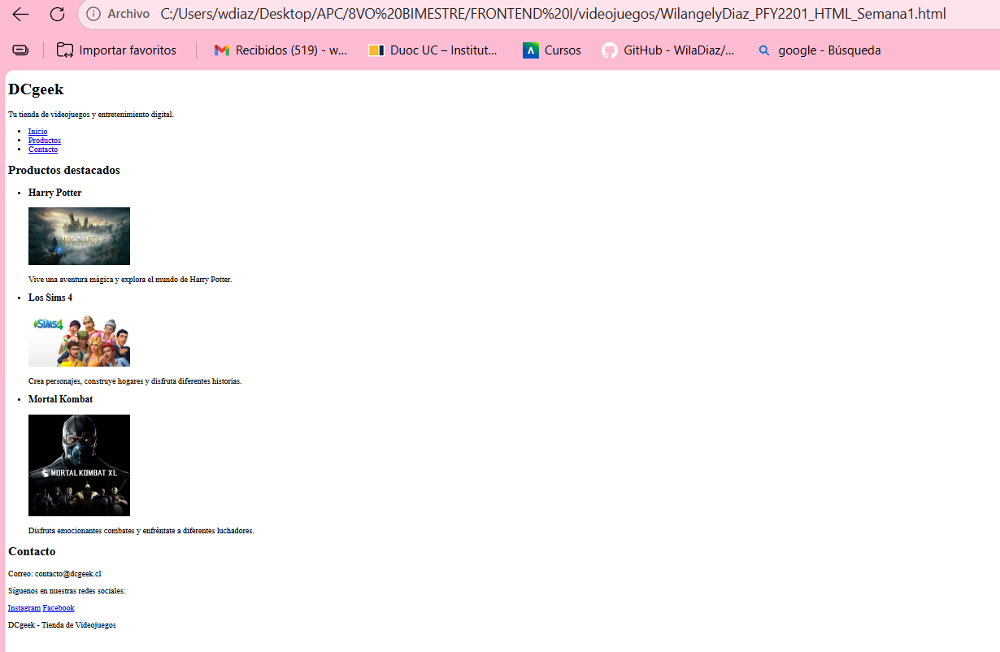 Archivo C:/Users/wdiaz/Desktop/APC/8VO%20BIMESTRE/FRONTEND%20I/videojuegos/WilangelyDiaz_PFY2201_HTML_Semana1.html
Importar favoritos Recibidos (519) - w... Duoc UC – Institut... Cursos GitHub - WilaDiaz/... google - Búsqueda
DCgeek
Tu tienda de videojuegos y entretenimiento digital.
Inicio
Productos
Contacto
Productos destacados
Harry Potter
HOGWARTS
Vive una aventura mágica y explora el mundo de Harry Potter.
Los Sims 4
SIMS4
Crea personajes, construye hogares y disfruta diferentes historias.
Mortal Kombat
MORTAL KOMBAT XL
Disfruta emocionantes combates y enfréntate a diferentes luchadores.
Contacto
Correo: contacto@dcgeek.cl
Síguenos en nuestras redes sociales:
Instagram Facebook
DCgeek - Tienda de Videojuegos